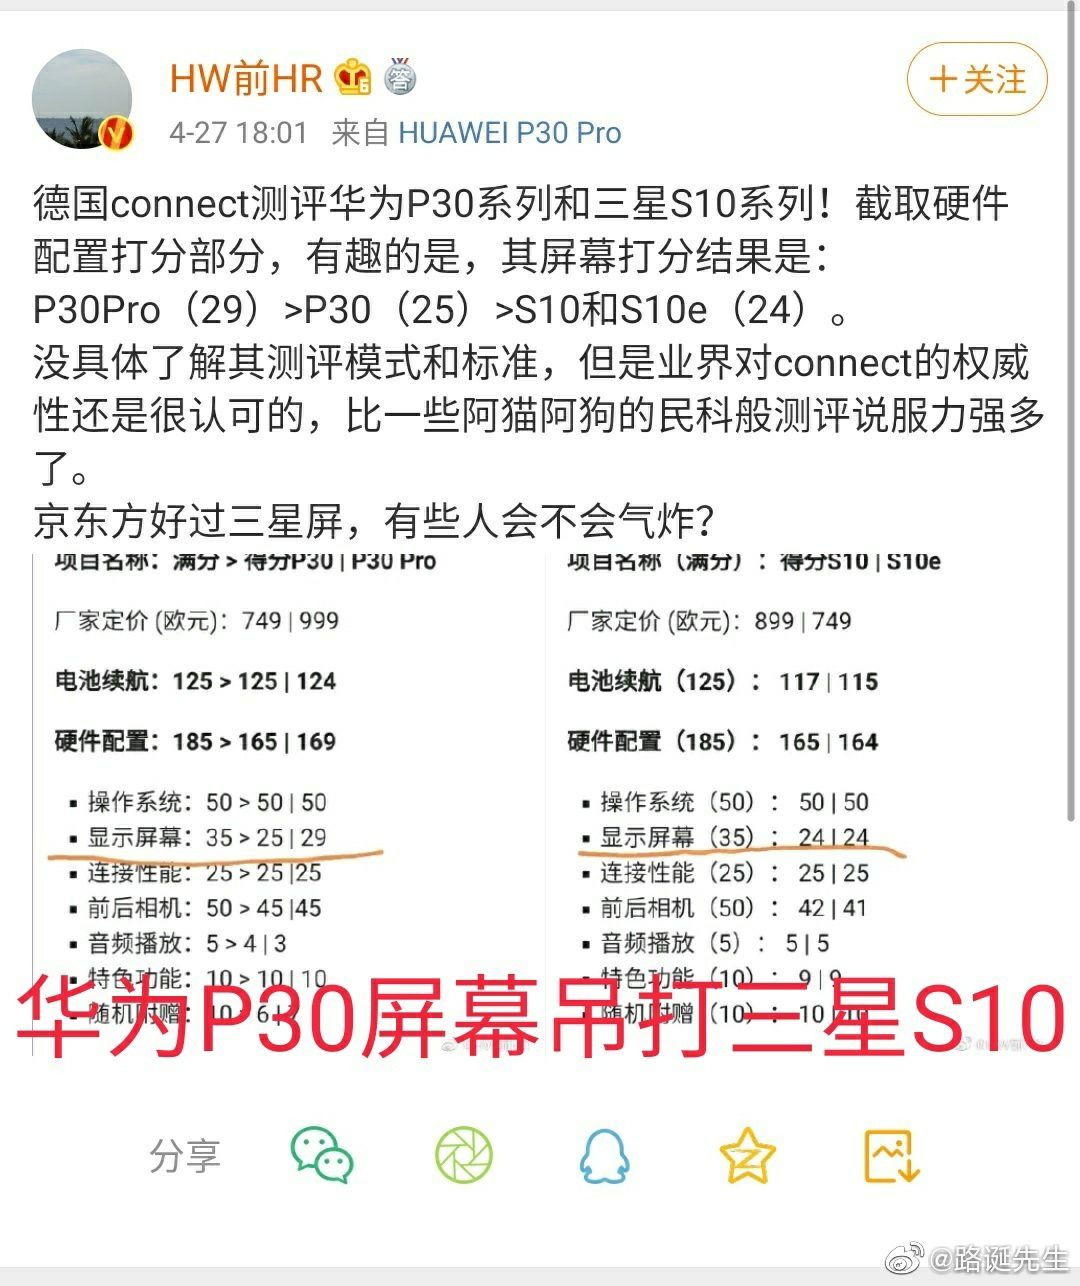 HW前HR
答
+关注
4-27 18:01 来自 HUAWEI P30 Pro
德国connect测评华为P30系列和三星S10系列！截取硬件
配置打分部分，有趣的是，其屏幕打分结果是：
P30Pro（29）>P30（25）>S10和S10e（24）。
没具体了解其测评模式和标准，但是业界对connect的权威
性还是很认可的，比一些阿猫阿狗的民科般测评说服力强多
了。
京东方好过三星屏，有些人会不会气炸？
项目名称：满分 > 得分P30 | P30 Pro
厂家定价 (欧元)：749 | 999
电池续航：125 > 125 | 124
硬件配置：185 > 165 | 169
▪ 操作系统：50 > 50 | 50
▪ 显示屏幕：35 > 25 | 29
▪ 连接性能：25 > 25 |25
▪ 前后相机：50 > 45 |45
▪ 音频播放：5 > 4 | 3
▪ 特色功能：10 > 10 | 10
随机附赠：10 > 6 |
项目名称（满分）：得分S10 | S10e
厂家定价 (欧元)：899 | 749
电池续航（125）：117 | 115
硬件配置（185）：165 | 164
▪ 操作系统（50）：50 | 50
▪ 显示屏幕（35）：24 | 24
▪ 连接性能（25）：25 | 25
▪ 前后相机（50）：42 | 41
▪ 音频播放（5）：5 | 5
▪ 特色功能（10）：9 | 9
随机附赠（10）：10 | 10
华为P30屏幕吊打三星S10
分享
@路诞先生